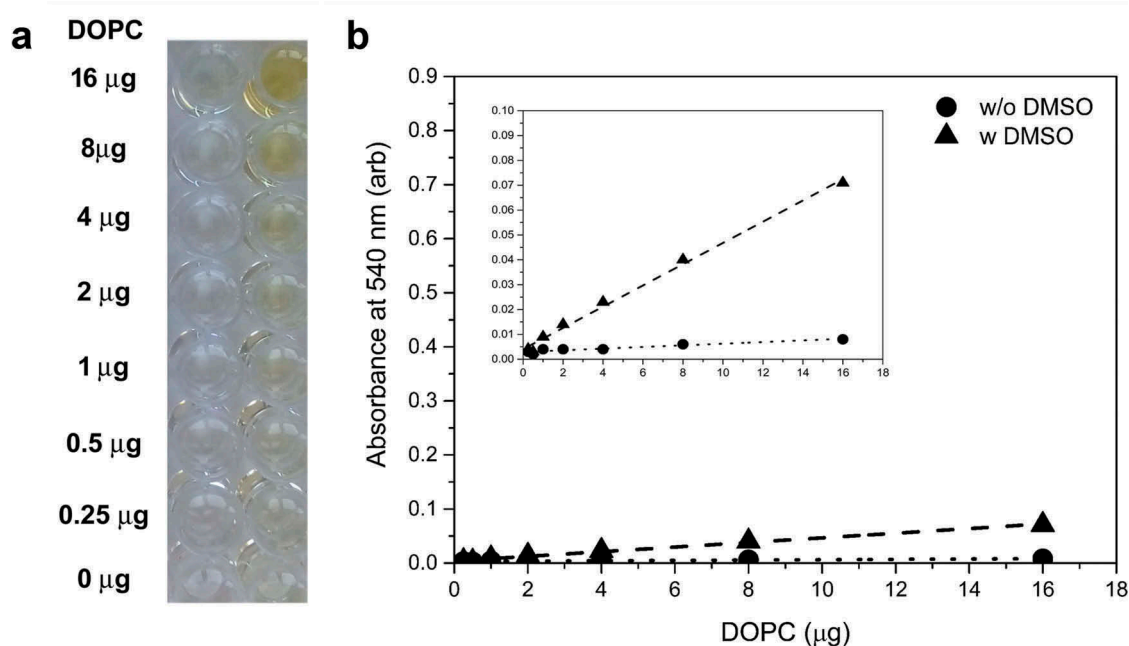 a
DOPC
16 μg
8μg
4 μg
2 μg
1 μg
0.5 μg
0.25 μg
0 μg
b
Absorbance at 540 nm (arb)
0.9
0.8
0.7
0.6
0.5
0.4
0.3
0.2
0.1
0.0
0 2 4 6 8 10 12 14 16 18
DOPC (μg)
w/o DMSO
w DMSO
0.10
0.09
0.08
0.07
0.06
0.05
0.04
0.03
0.02
0.01
0.00
0 2 4 6 8 10 12 14 16 18